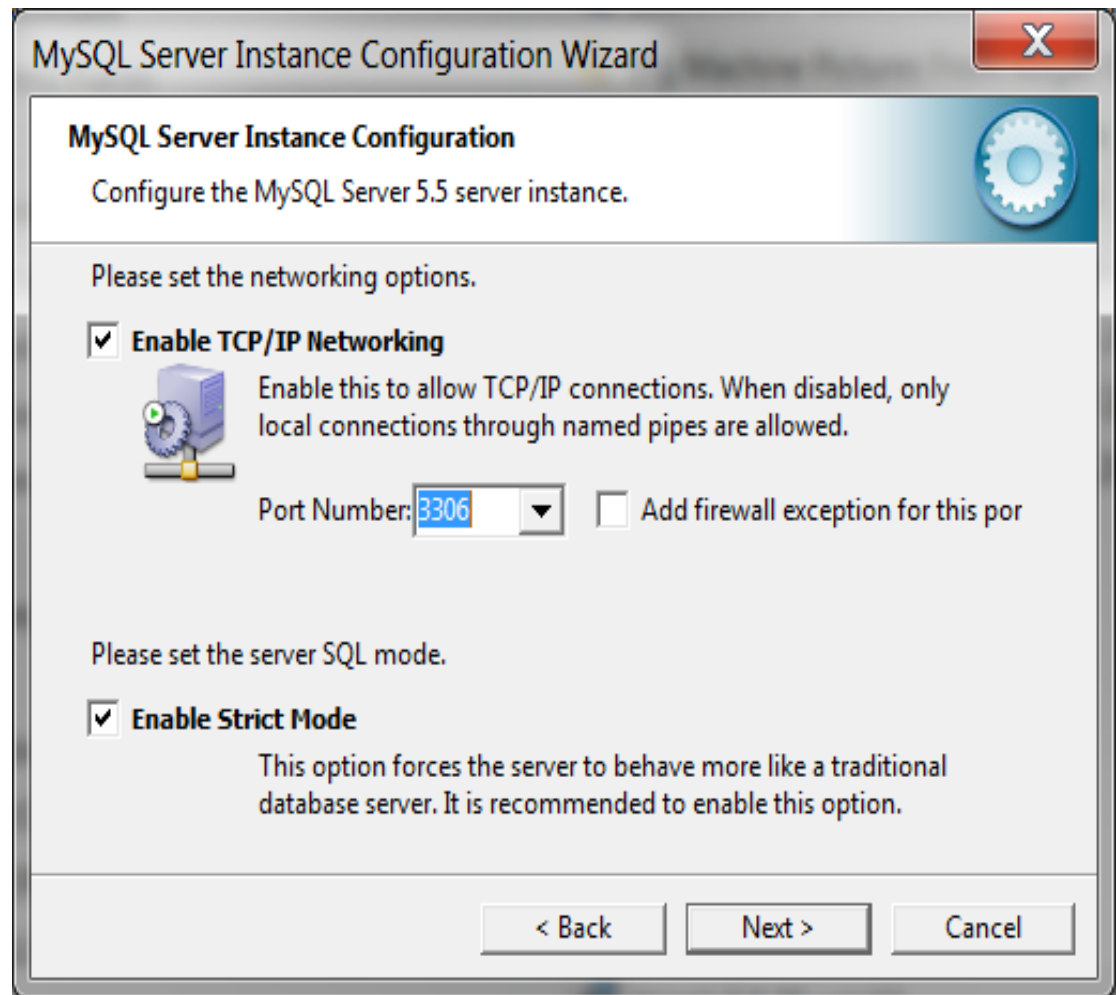 MySQL Server Instance Configuration Wizard
X
MySQL Server Instance Configuration
Configure the MySQL Server 5.5 server instance.
Please set the networking options.
Enable TCP/IP Networking
Enable this to allow TCP/IP connections. When disabled, only
local connections through named pipes are allowed.
Port Number: 3306 Add firewall exception for this por
Please set the server SQL mode.
Enable Strict Mode
This option forces the server to behave more like a traditional
database server. It is recommended to enable this option.
< Back Next > Cancel